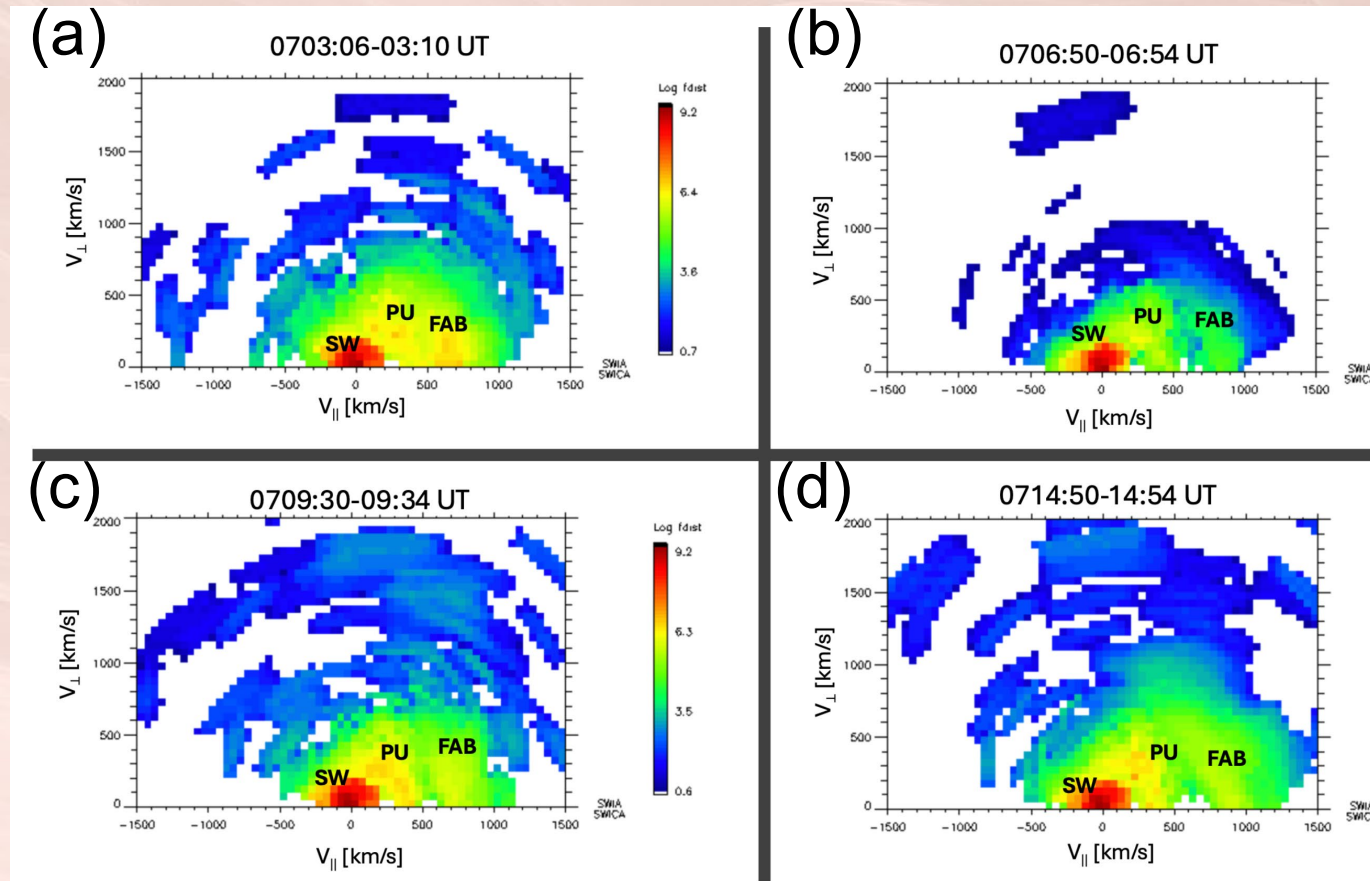 (a)
0703:06-03:10 UT
2000
1500
1000
500
0
V⊥ [km/s]
SW
PU
FAB
−1500 −1000 −500 0 500 1000 1500
V|| [km/s]
Log fdist
9.2
6.4
3.6
0.7
SWIA
SWICA
(b)
0706:50-06:54 UT
2000
1500
1000
500
0
V⊥ [km/s]
SW
PU
FAB
−1500 −1000 −500 0 500 1000 1500
V|| [km/s]
SWIA
SWICA
(c)
0709:30-09:34 UT
2000
1500
1000
500
0
V⊥ [km/s]
SW
PU
FAB
−1500 −1000 −500 0 500 1000 1500
V|| [km/s]
Log fdist
9.2
6.3
3.5
0.6
SWIA
SWICA
(d)
0714:50-14:54 UT
2000
1500
1000
500
0
V⊥ [km/s]
SW
PU
FAB
−1500 −1000 −500 0 500 1000 1500
V|| [km/s]
SWIA
SWICA